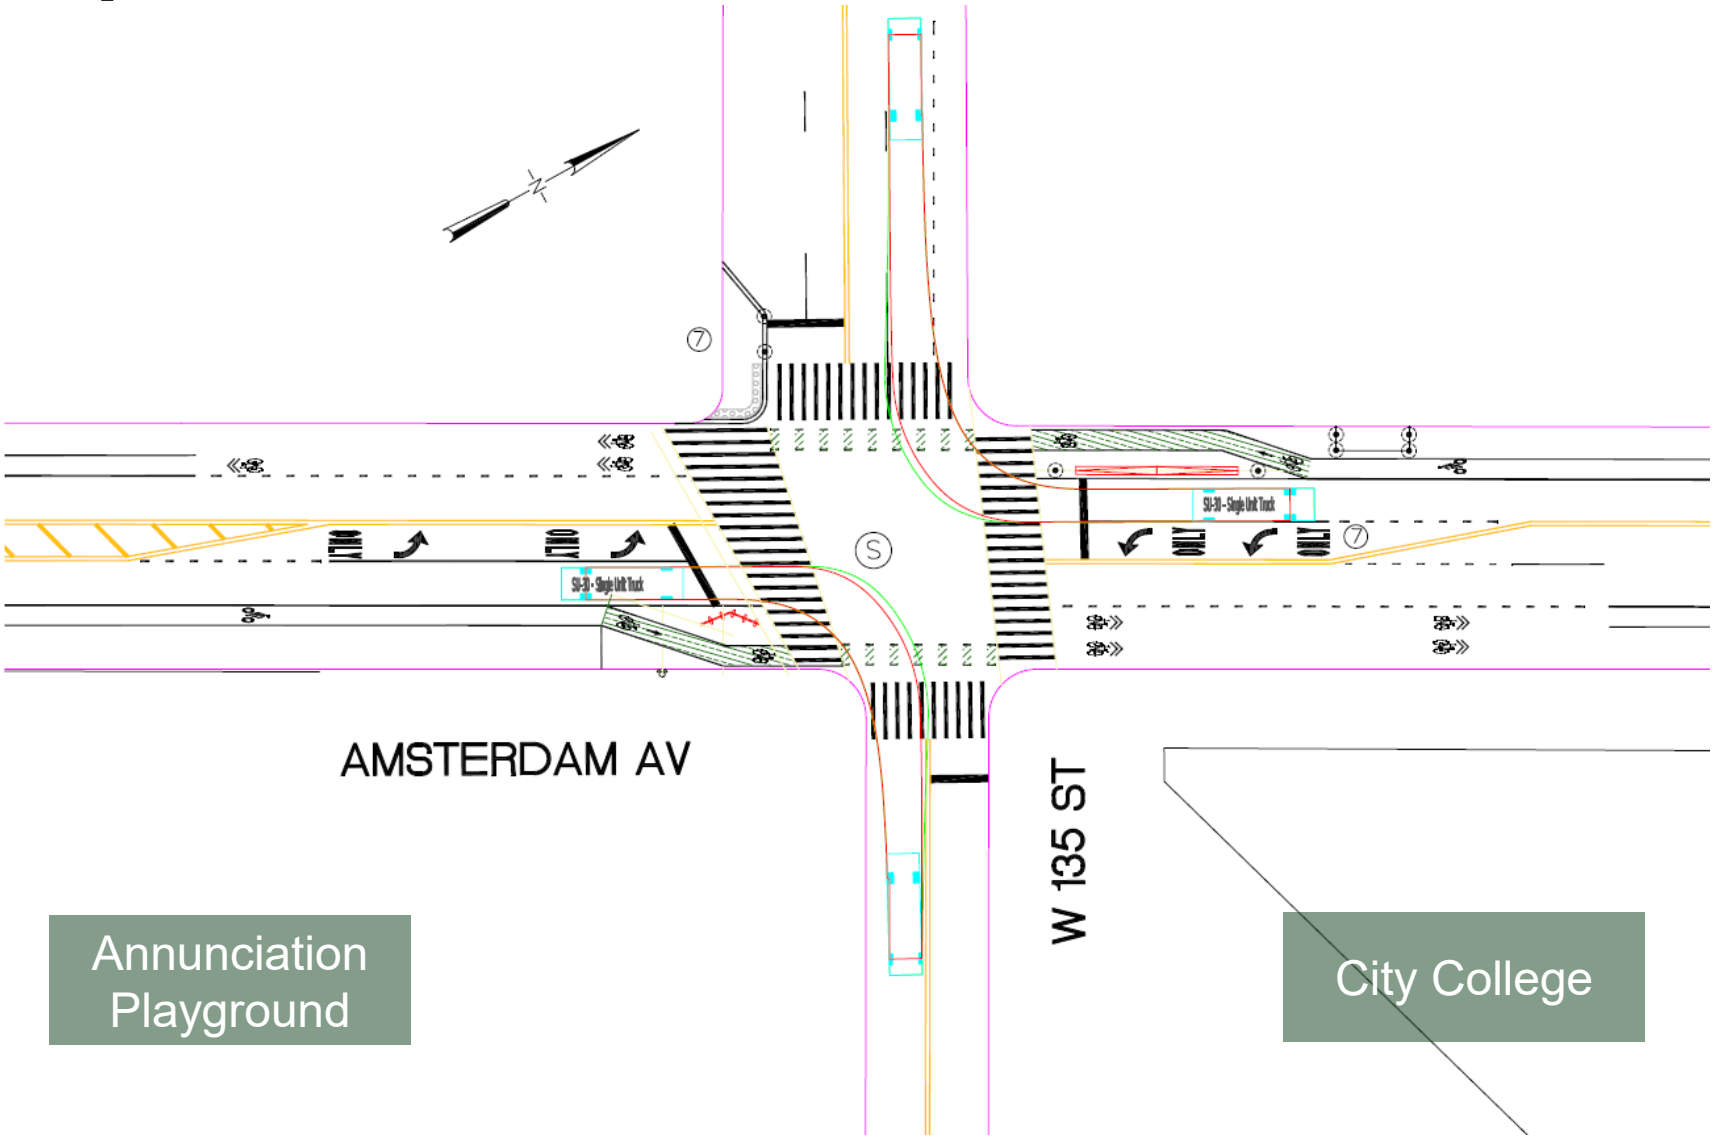 N
7
ONLY
ONLY
S
SU-30 - Single Unit Truck
ONLY
ONLY
7
SU-30 - Single Unit Truck
AMSTERDAM AV
W 135 ST
Annunciation
Playground
City College